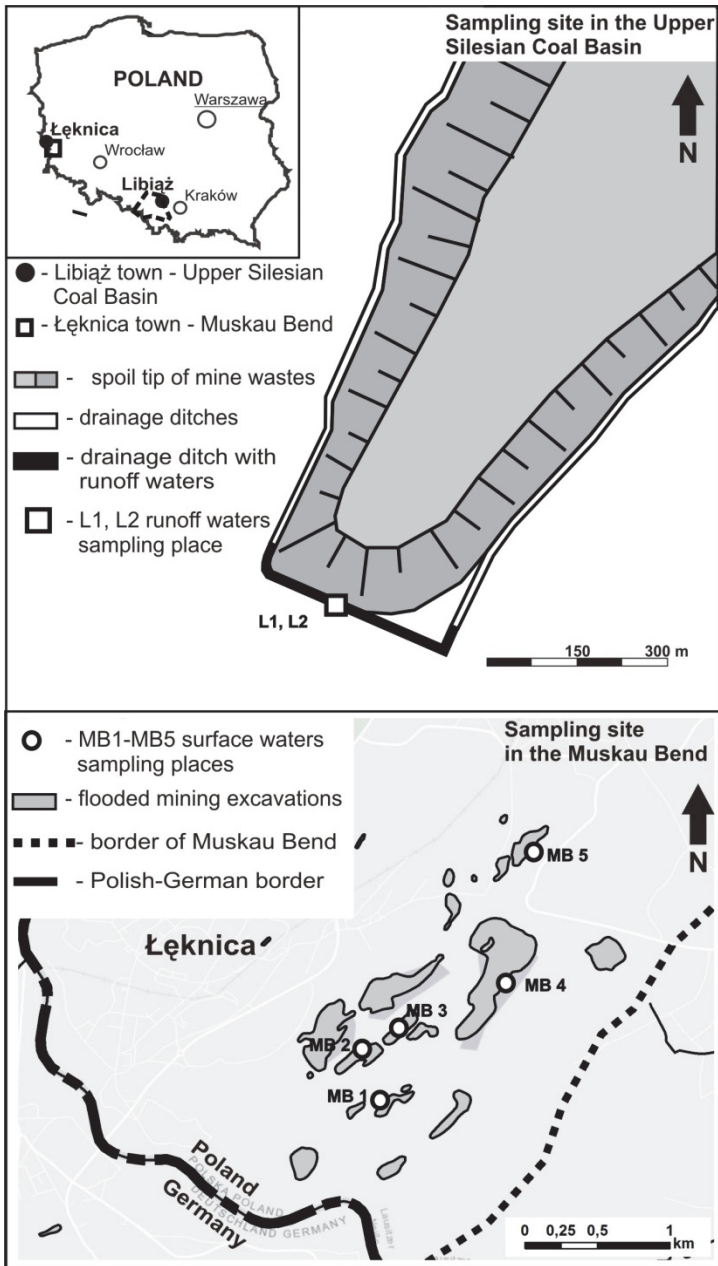 Sampling site in the Upper
Silesian Coal Basin
POLAND
Warszawa
Łęknica
Wrocław
Libiąż
Kraków
N
- Libiąż town - Upper Silesian
Coal Basin
- Łęknica town - Muskau Bend
- spoil tip of mine wastes
- drainage ditches
- drainage ditch with
runoff waters
- L1, L2 runoff waters
sampling place
L1, L2
150 300 m
Sampling site
in the Muskau Bend
- MB1-MB5 surface waters
sampling places
- flooded mining excavations
- border of Muskau Bend
- Polish-German border
N
MB 5
Łęknica
MB 4
MB 3
MB 2
MB 1
Poland
POLSKA POLAND
DEUTSCHLAND GERMANY
Germany
0 0,25 0,5 1
km